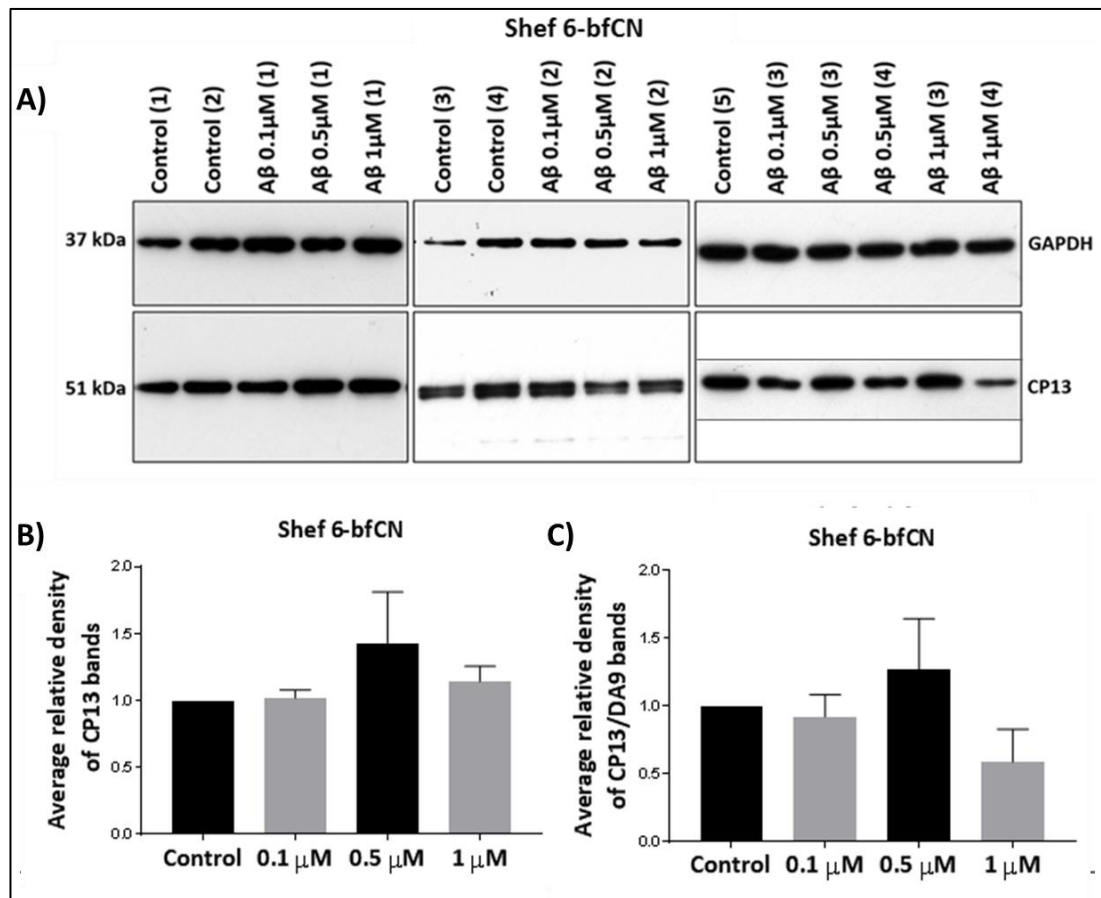 Shef 6-bfCN
A)
Control (1)
Control (2)
Aβ 0.1μM (1)
Aβ 0.5μM (1)
Aβ 1μM (1)
Control (3)
Control (4)
Aβ 0.1μM (2)
Aβ 0.5μM (2)
Aβ 1μM (2)
Control (5)
Aβ 0.1μM (3)
Aβ 0.5μM (3)
Aβ 0.5μM (4)
Aβ 1μM (3)
Aβ 1μM (4)
37 kDa
GAPDH
51 kDa
CP13
B)
Shef 6-bfCN
Average relative density
of CP13 bands
2.0
1.5
1.0
0.5
0.0
Control
0.1 μM
0.5 μM
1 μM
C)
Shef 6-bfCN
Average relative density
of CP13/DA9 bands
2.0
1.5
1.0
0.5
0.0
Control
0.1 μM
0.5 μM
1 μM